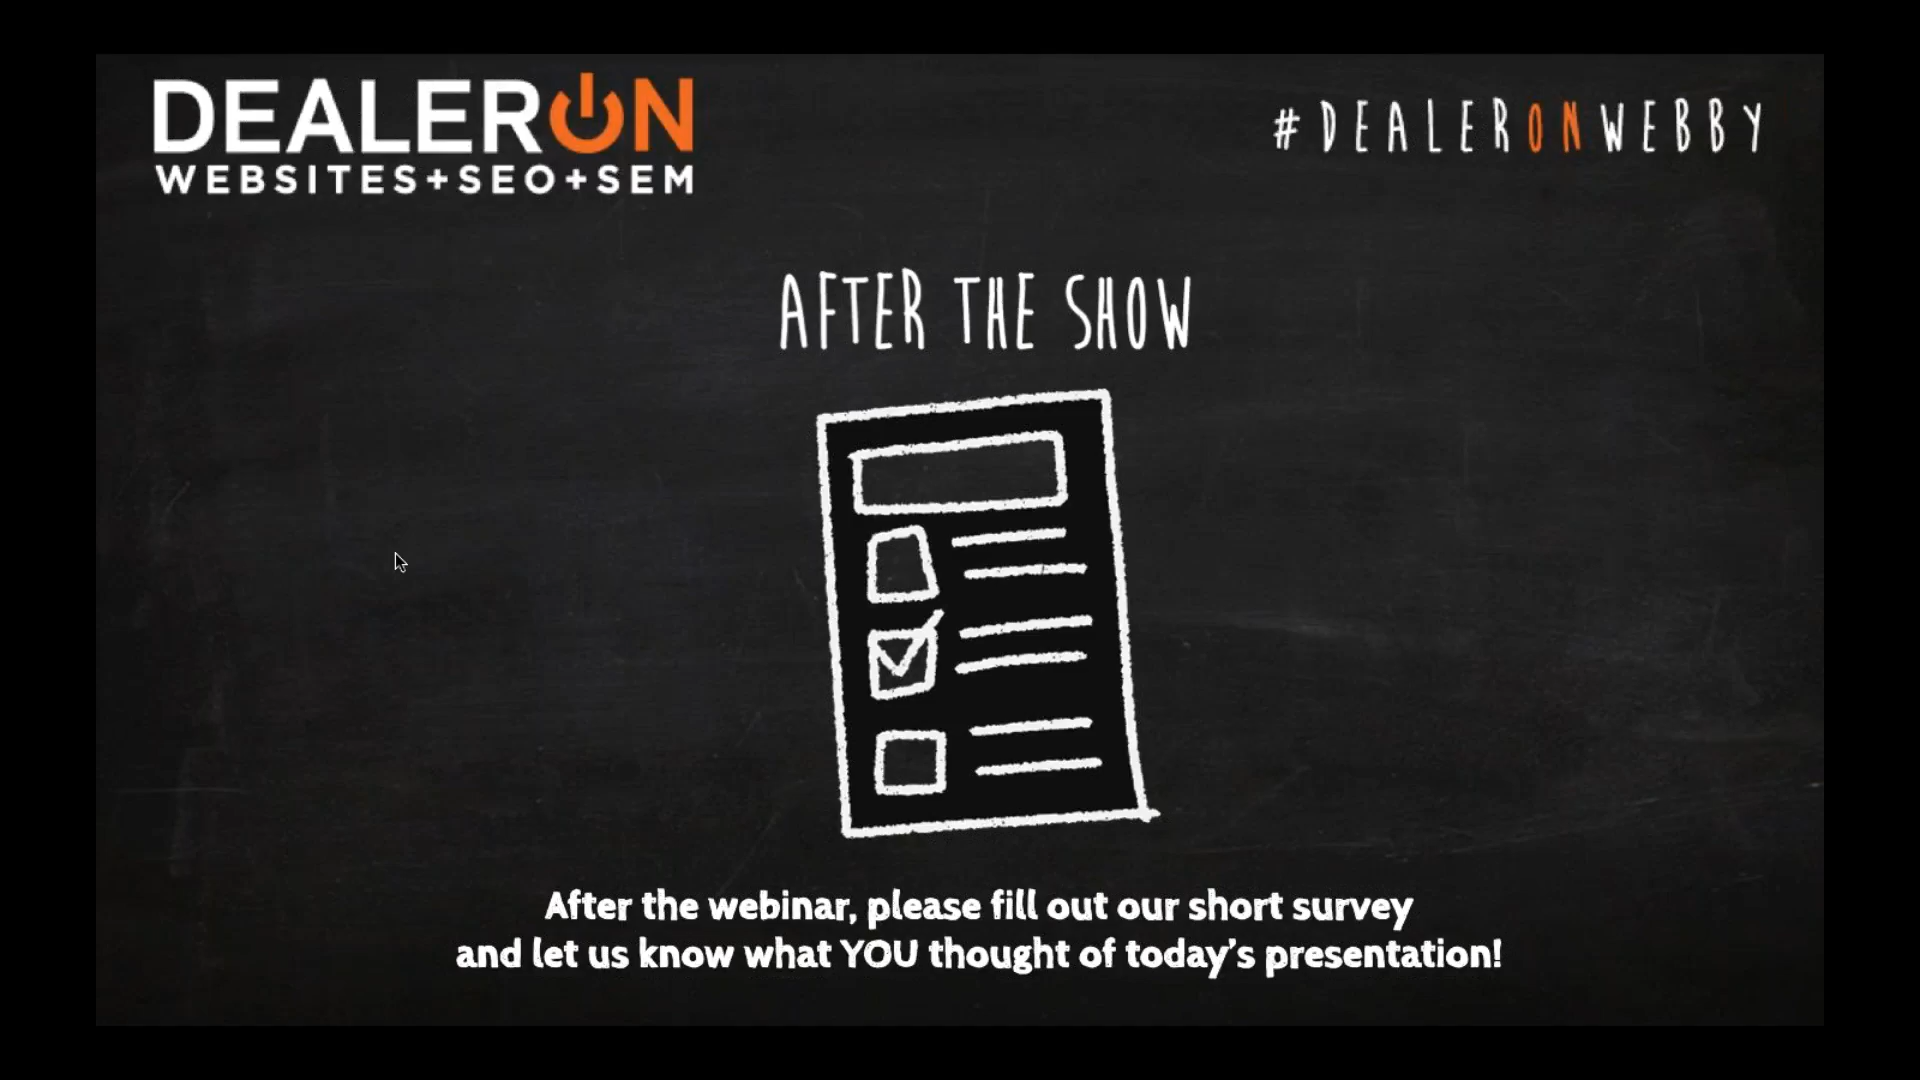 DEALERON
WEBSITES+SEO+SEM
#DEALERONWEBBY
AFTER THE SHOW
After the webinar, please fill out our short survey
and let us know what YOU thought of today's presentation!